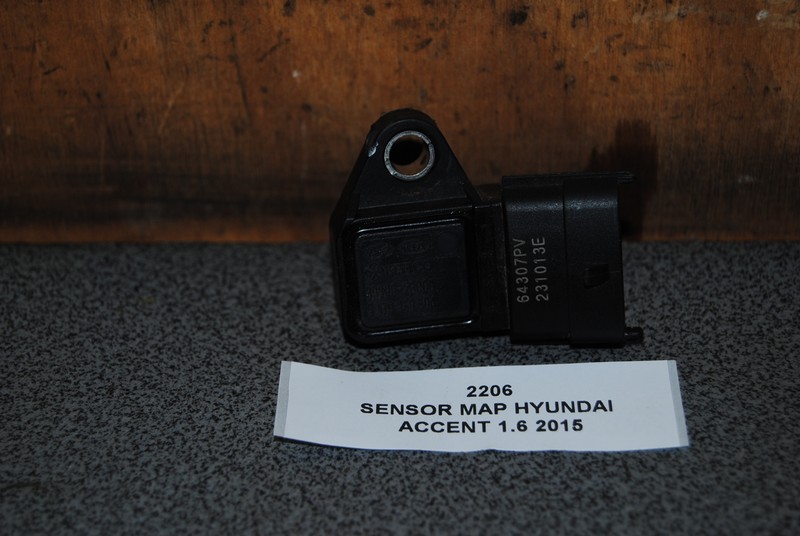 64307PV
231013E
2206
SENSOR MAP HYUNDAI
ACCENT 1.6 2015